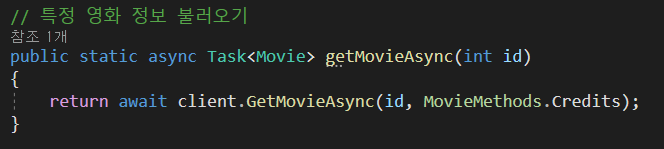 // 특정 영화 정보 불러오기
참조 1개
public static async Task<Movie> getMovieAsync(int id)
{
    return await client.GetMovieAsync(id, MovieMethods.Credits);
}